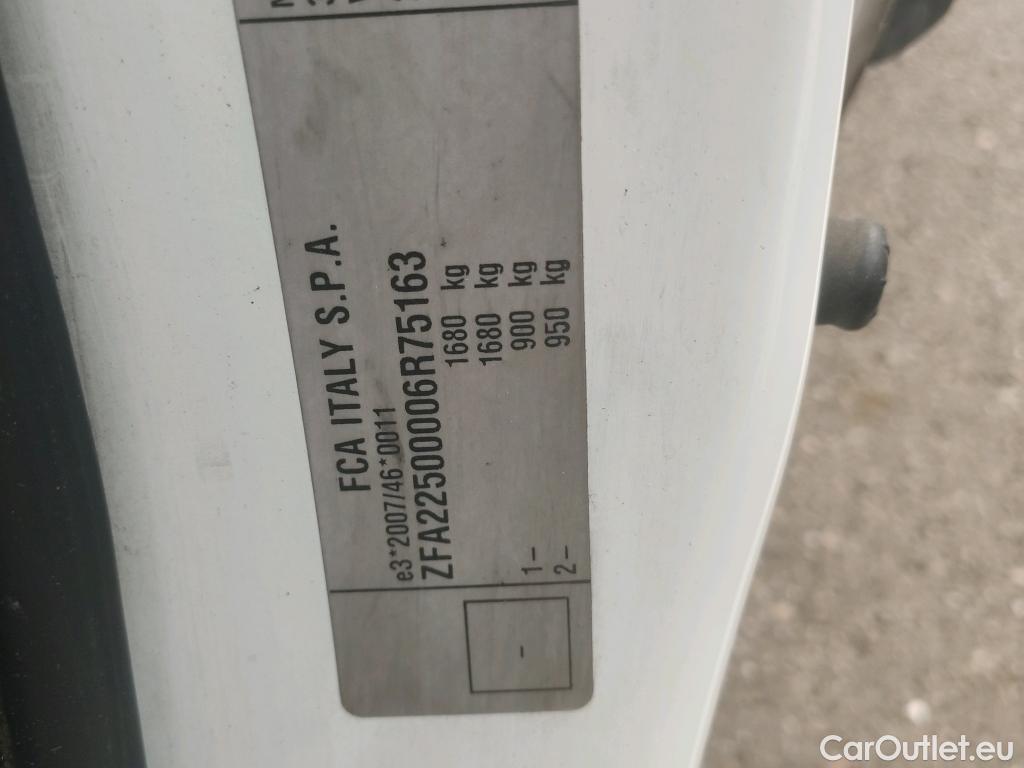 FCA ITALY S.P.A.
e3*2007/46*0011
ZFA22500006R75163
1680 kg
1680 kg
1– 900 kg
2– 950 kg
-
CarOutlet.eu